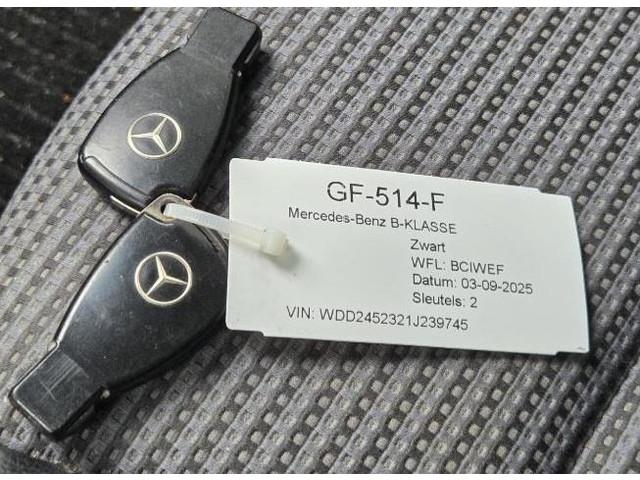 GF-514-F
Mercedes-Benz B-KLASSE
Zwart
WFL: BCIWEF
Datum: 03-09-2025
Sleutels: 2
VIN: WDD2452321J239745